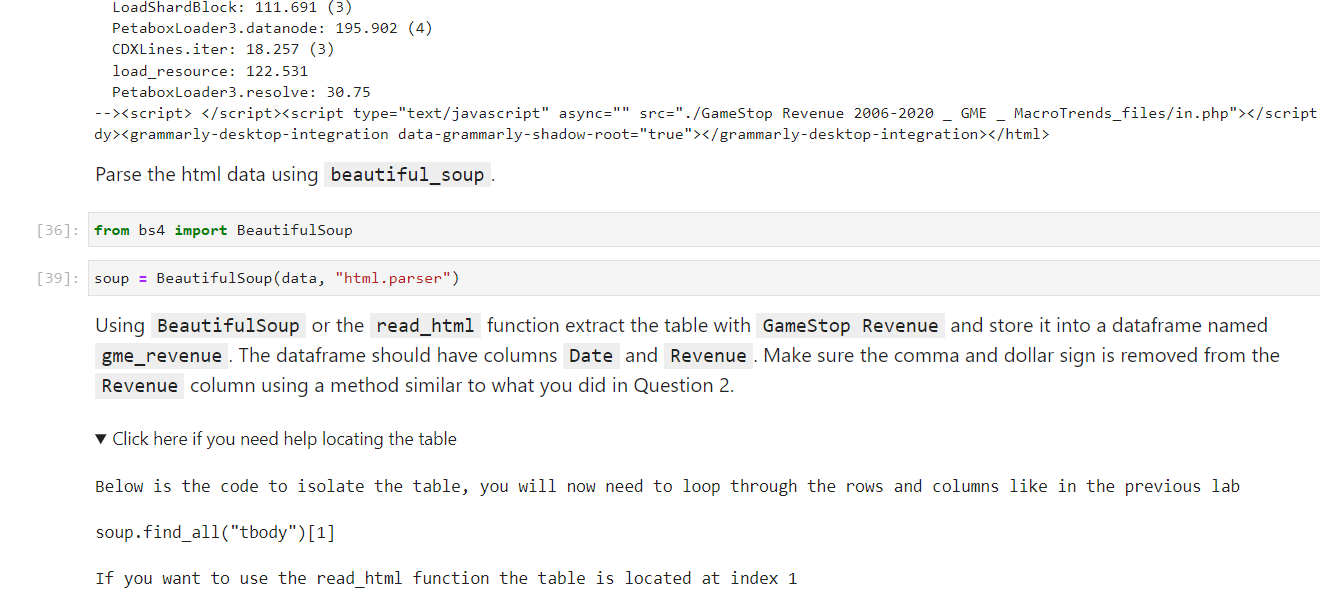 LoadShardBlock: 111.691 (3)
PetaboxLoader3.datanode: 195.902 (4)
CDXLines.iter: 18.257 (3)
load_resource: 122.531
PetaboxLoader3.resolve: 30.75
--><script> </script><script type="text/javascript" async="" src="./GameStop Revenue 2006-2020 _ GME _ MacroTrends_files/in.php"></script
dy><grammarly-desktop-integration data-grammarly-shadow-root="true"></grammarly-desktop-integration></html>
Parse the html data using beautiful_soup.
[36]: from bs4 import BeautifulSoup
[39]: soup = BeautifulSoup(data, "html.parser")
Using BeautifulSoup or the read_html function extract the table with GameStop Revenue and store it into a dataframe named
gme_revenue. The dataframe should have columns Date and Revenue. Make sure the comma and dollar sign is removed from the
Revenue column using a method similar to what you did in Question 2.
▼ Click here if you need help locating the table
Below is the code to isolate the table, you will now need to loop through the rows and columns like in the previous lab
soup.find_all("tbody")[1]
If you want to use the read_html function the table is located at index 1